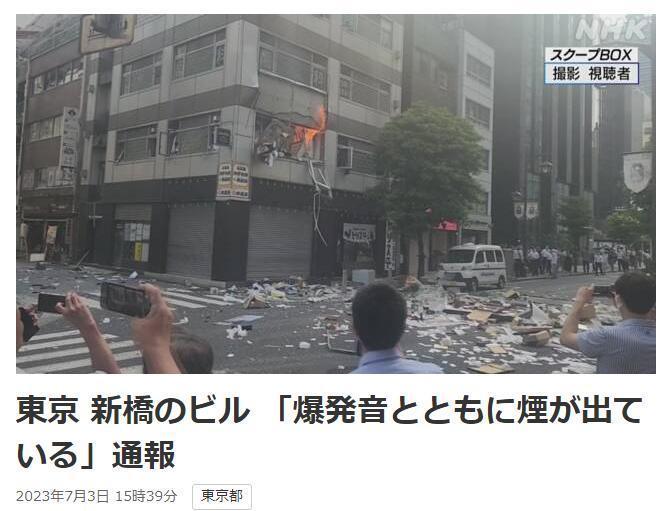 NHK
スクープBOX
撮影 視聴者
東京 新橋のビル 「爆発音とともに煙が出て
いる」通報
2023年7月3日 15時39分
東京都